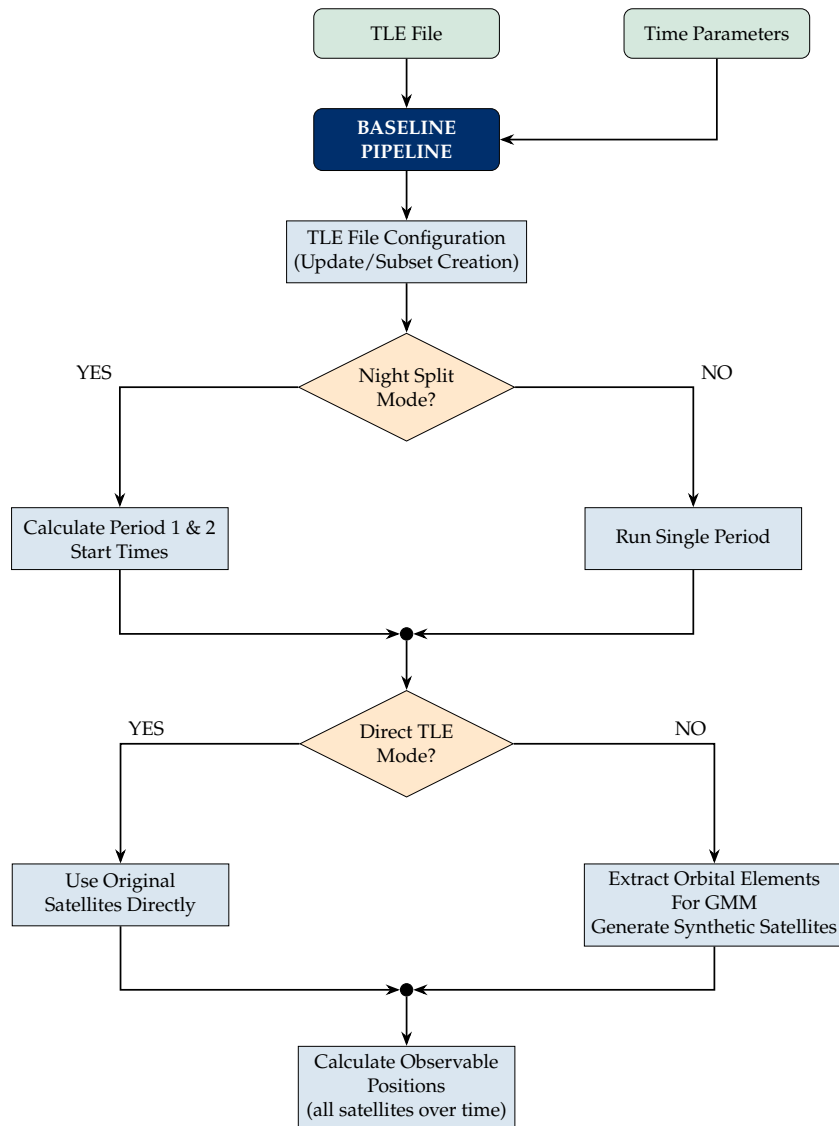 TLE File
Time Parameters
BASELINE
PIPELINE
TLE File Configuration
(Update/Subset Creation)
YES
Night Split
Mode?
NO
Calculate Period 1 & 2
Start Times
Run Single Period
YES
Direct TLE
Mode?
NO
Use Original
Satellites Directly
Extract Orbital Elements
For GMM
Generate Synthetic Satellites
Calculate Observable
Positions
(all satellites over time)